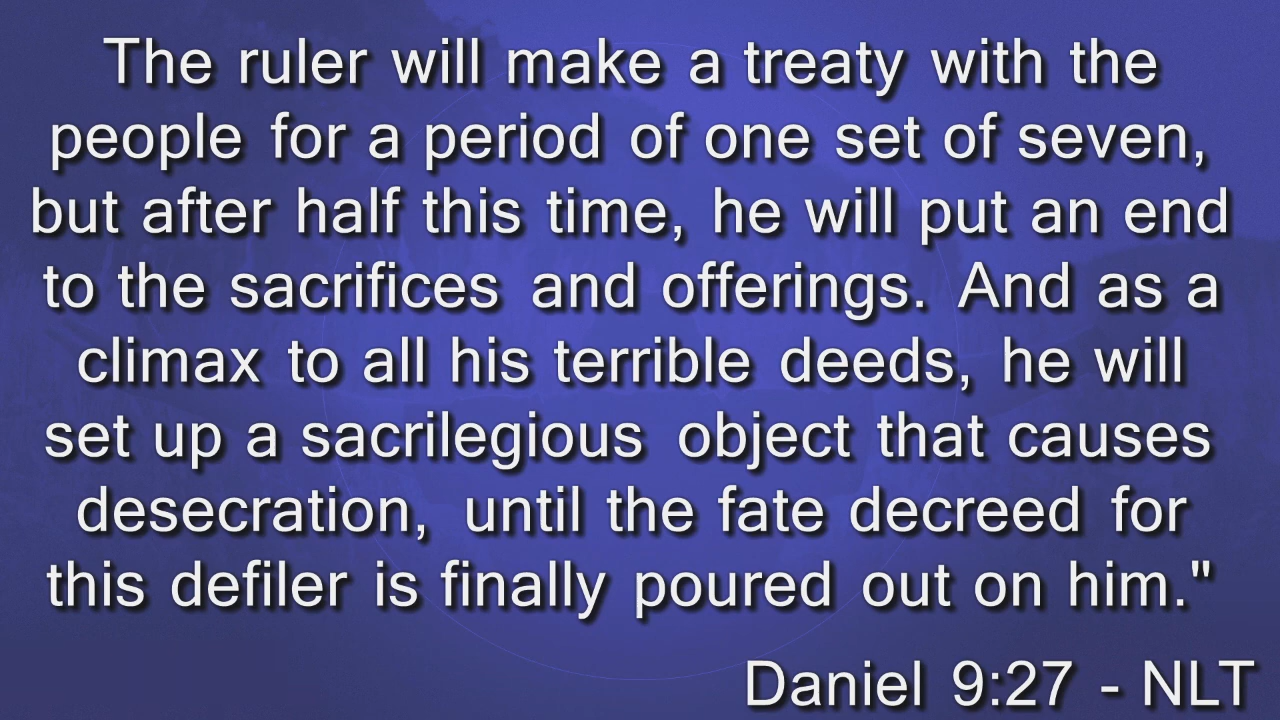 The ruler will make a treaty with the
people for a period of one set of seven,
but after half this time, he will put an end
to the sacrifices and offerings. And as a
climax to all his terrible deeds, he will
set up a sacrilegious object that causes
desecration, until the fate decreed for
this defiler is finally poured out on him."
Daniel 9:27 - NLT